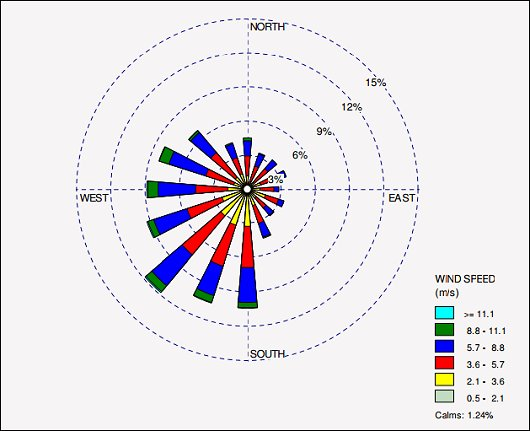 NORTH
15%
12%
9%
6%
3%
WEST
EAST
SOUTH
WIND SPEED
(m/s)
>= 11.1
8.8 - 11.1
5.7 - 8.8
3.6 - 5.7
2.1 - 3.6
0.5 - 2.1
Calms: 1.24%